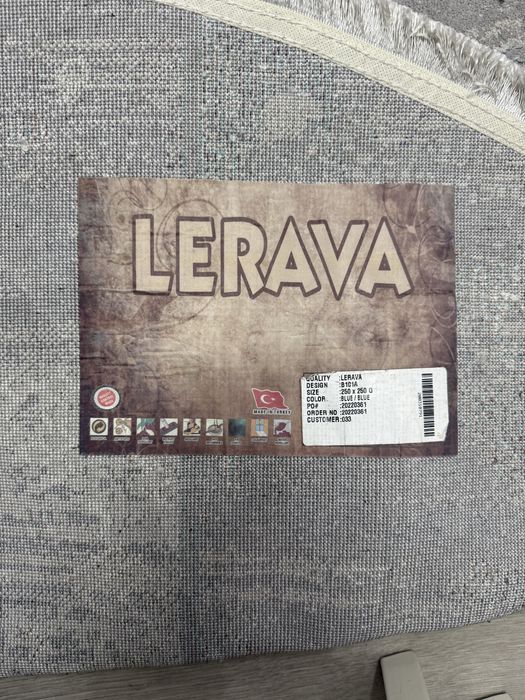 LERAVA
QUALITY :LERAVA
DESIGN :B101A
SIZE :250 x 250 O
COLOR :BLUE / BLUE
PO# :20220361
ORDER NO :20220361
CUSTOMER :033
MADE IN TURKEY